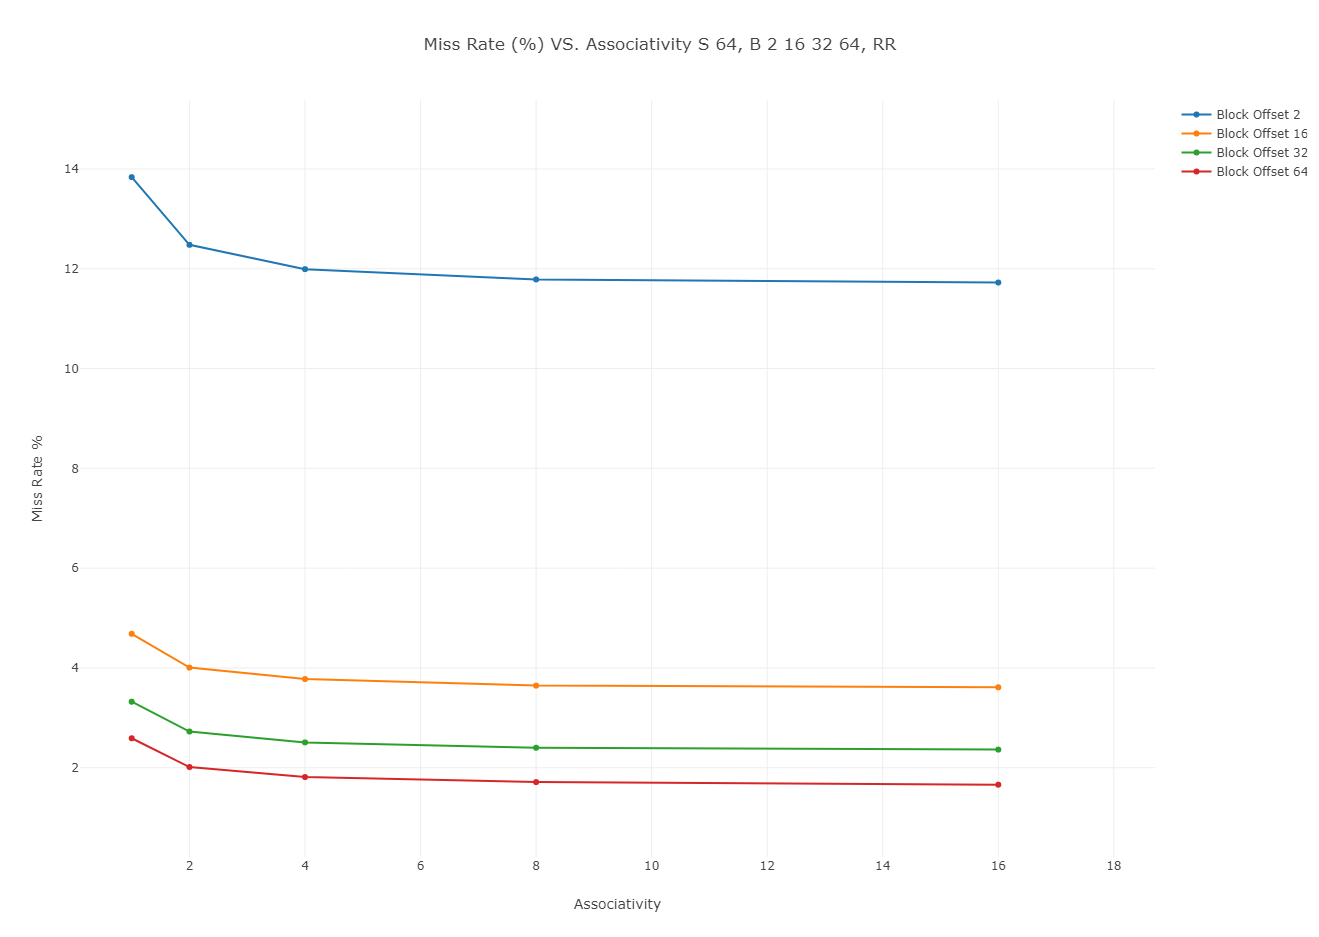 Miss Rate (%) VS. Associativity S 64, B 2 16 32 64, RR
Block Offset 2
Block Offset 16
Block Offset 32
Block Offset 64
14
12
10
8
6
4
2
Miss Rate %
2 4 6 8 10 12 14 16 18
Associativity